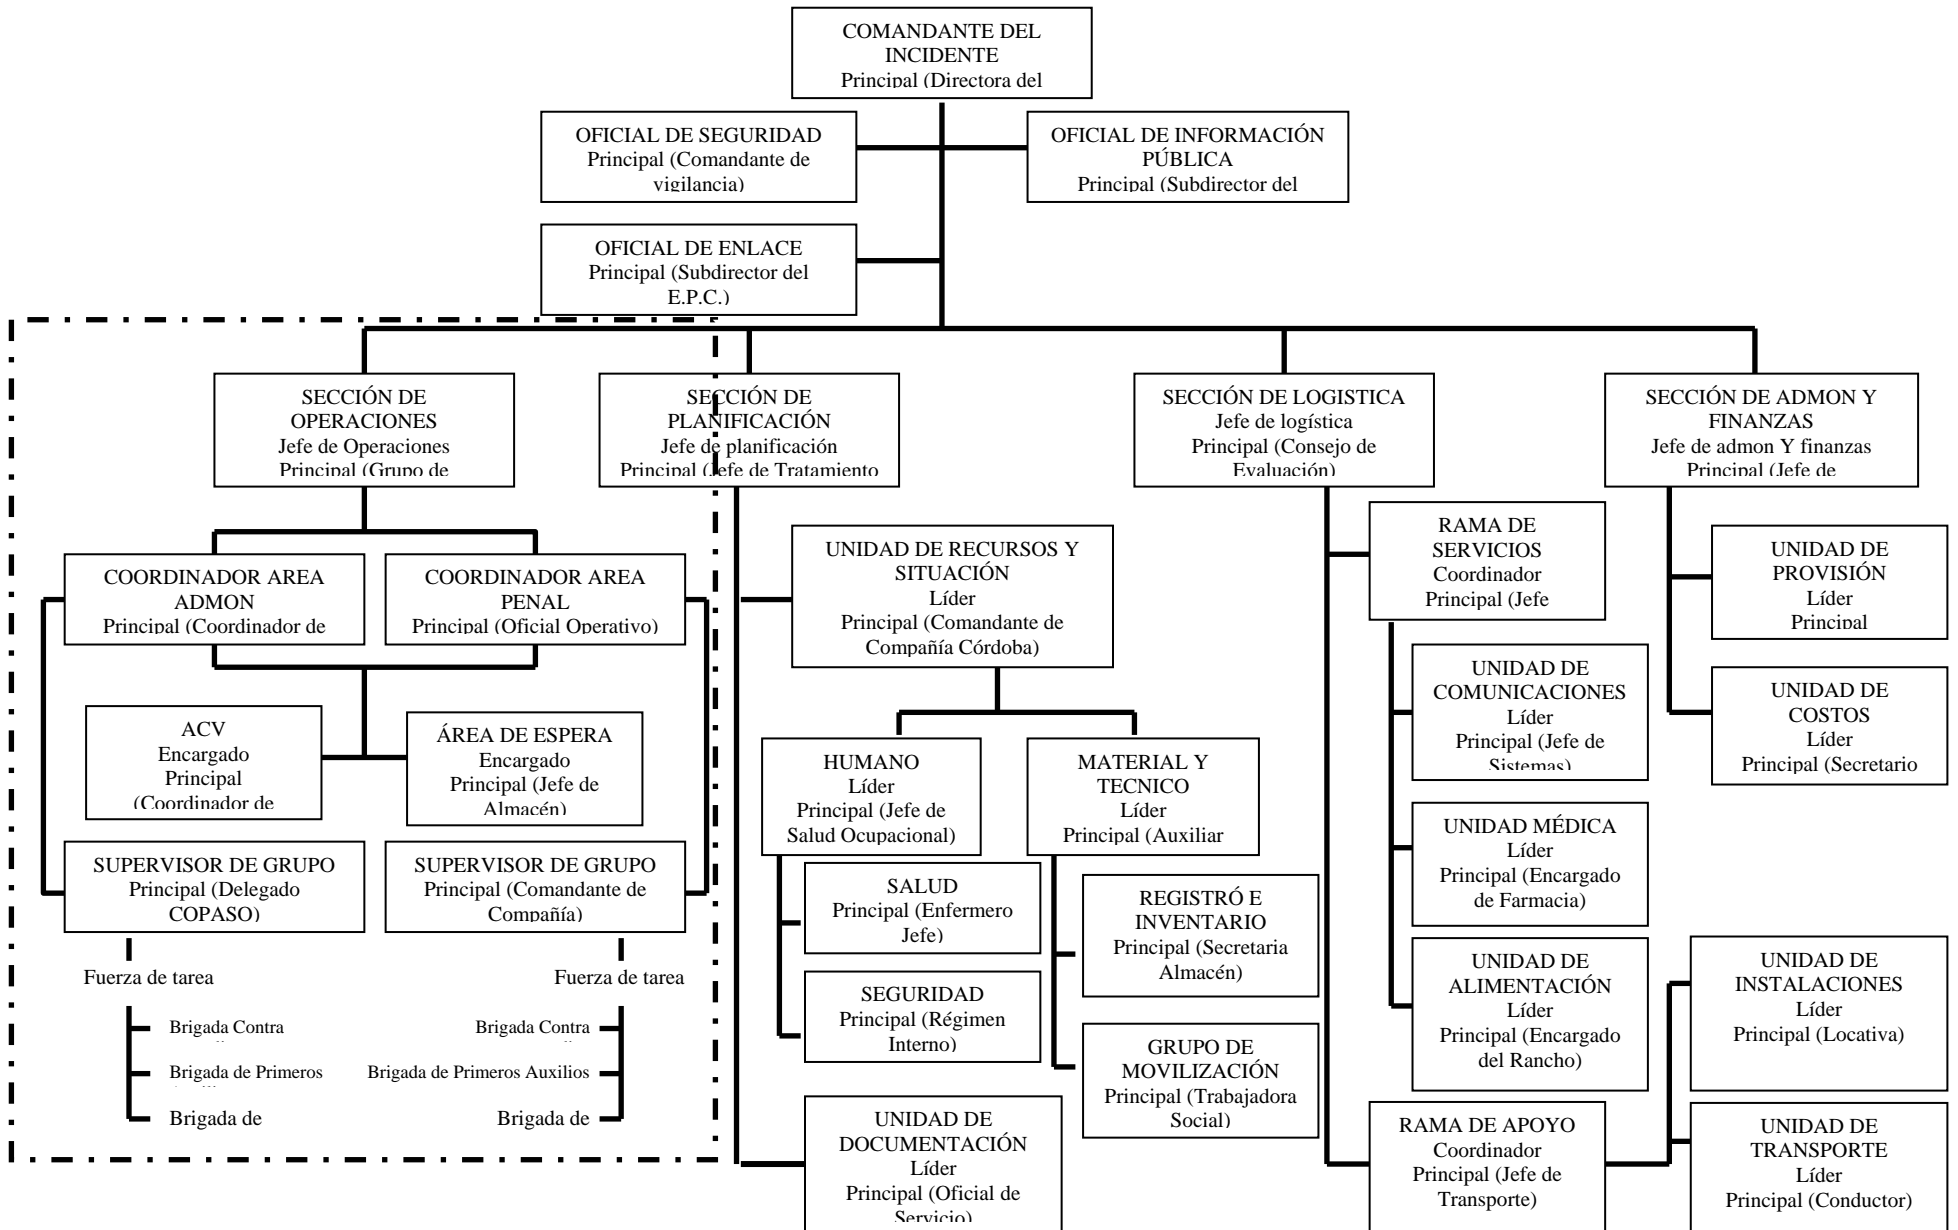 COMANDANTE DEL
INCIDENTE
Principal (Directora del
OFICIAL DE SEGURIDAD
Principal (Comandante de
vigilancia)
OFICIAL DE INFORMACIÓN
PÚBLICA
Principal (Subdirector del
OFICIAL DE ENLACE
Principal (Subdirector del
E.P.C.)
SECCIÓN DE
OPERACIONES
Jefe de Operaciones
Principal (Grupo de
SECCIÓN DE
PLANIFICACIÓN
Jefe de planificación
Principal (Jefe de Tratamiento
SECCIÓN DE LOGISTICA
Jefe de logística
Principal (Consejo de
Evaluación)
SECCIÓN DE ADMON Y
FINANZAS
Jefe de admon Y finanzas
Principal (Jefe de
COORDINADOR AREA
ADMON
Principal (Coordinador de
COORDINADOR AREA
PENAL
Principal (Oficial Operativo)
ACV
Encargado
Principal
(Coordinador de
ÁREA DE ESPERA
Encargado
Principal (Jefe de
Almacén)
SUPERVISOR DE GRUPO
Principal (Delegado
COPASO)
SUPERVISOR DE GRUPO
Principal (Comandante de
Compañía)
Fuerza de tarea
Brigada Contra
Brigada de Primeros
Brigada de
Fuerza de tarea
Brigada Contra
Brigada de Primeros Auxilios
Brigada de
UNIDAD DE RECURSOS Y
SITUACIÓN
Líder
Principal (Comandante de
Compañía Córdoba)
HUMANO
Líder
Principal (Jefe de
Salud Ocupacional)
MATERIAL Y
TECNICO
Líder
Principal (Auxiliar
SALUD
Principal (Enfermero
Jefe)
SEGURIDAD
Principal (Régimen
Interno)
REGISTRÓ E
INVENTARIO
Principal (Secretaria
Almacén)
GRUPO DE
MOVILIZACIÓN
Principal (Trabajadora
Social)
UNIDAD DE
DOCUMENTACIÓN
Líder
Principal (Oficial de
Servicio)
RAMA DE
SERVICIOS
Coordinador
Principal (Jefe
UNIDAD DE
COMUNICACIONES
Líder
Principal (Jefe de
Sistemas)
UNIDAD MÉDICA
Líder
Principal (Encargado
de Farmacia)
UNIDAD DE
ALIMENTACIÓN
Líder
Principal (Encargado
del Rancho)
RAMA DE APOYO
Coordinador
Principal (Jefe de
Transporte)
UNIDAD DE
INSTALACIONES
Líder
Principal (Locativa)
UNIDAD DE
TRANSPORTE
Líder
Principal (Conductor)
UNIDAD DE
PROVISIÓN
Líder
Principal
UNIDAD DE
COSTOS
Líder
Principal (Secretario